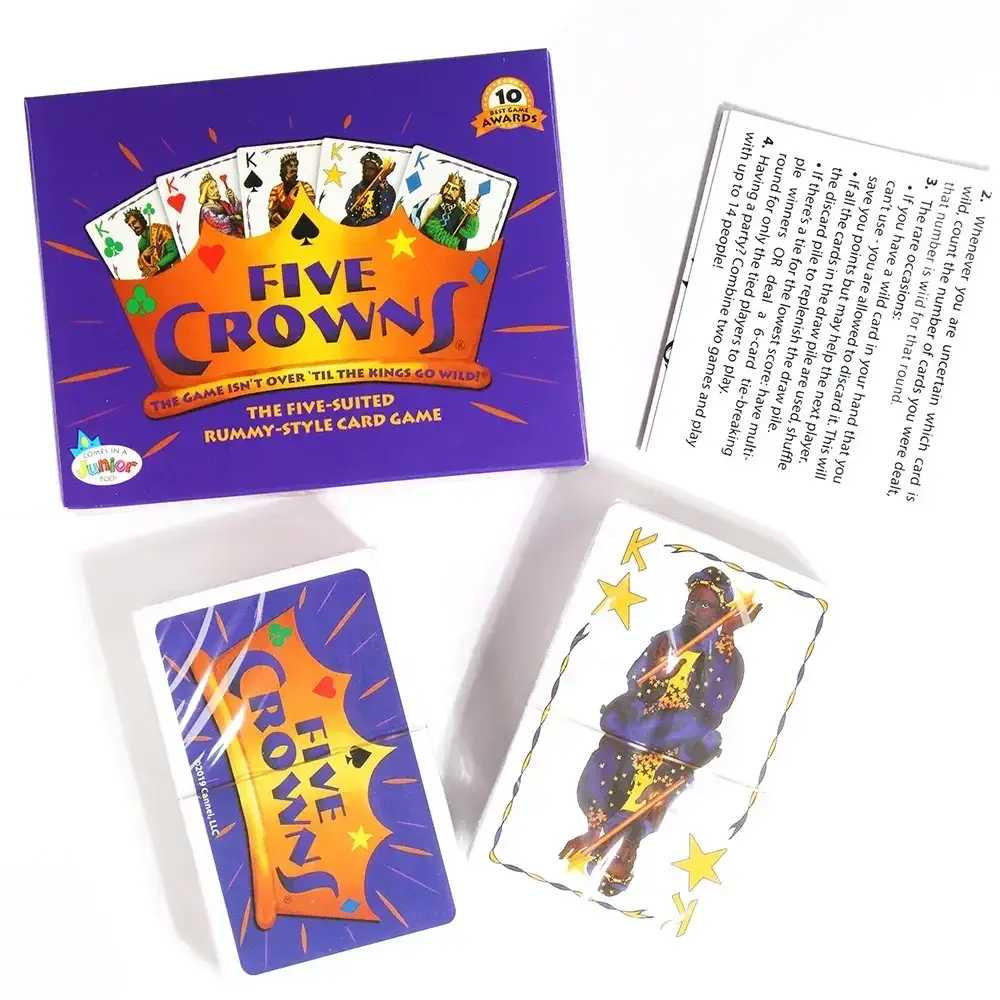 10
BEST GAME
AWARDS
K
K
K
K
K
FIVE
CROWNS®
THE GAME ISN'T OVER 'TIL THE KINGS GO WILD!®
THE FIVE-SUITED
RUMMY-STYLE CARD GAME
COMES IN A
Junior
TOO!
2. Whenever you are uncertain which card is
wild, count the number of cards you were dealt,
that number is wild for that round.
3. The rare occasions:
• If you have a wild card in your hand that you
can't use - you are allowed to discard it. This will
save you points but may help the next player.
• If all the cards in the draw pile are used, shuffle
the discard pile to replenish the draw pile.
• If there's a tie for the lowest score; have multi-
ple winners OR deal a 6-card tie-breaking
round for only the tied players to play.
4. Having a party? Combine two games and play
with up to 14 people!
FIVE
CROWNS®
©2019 Cannei, LLC
K
K